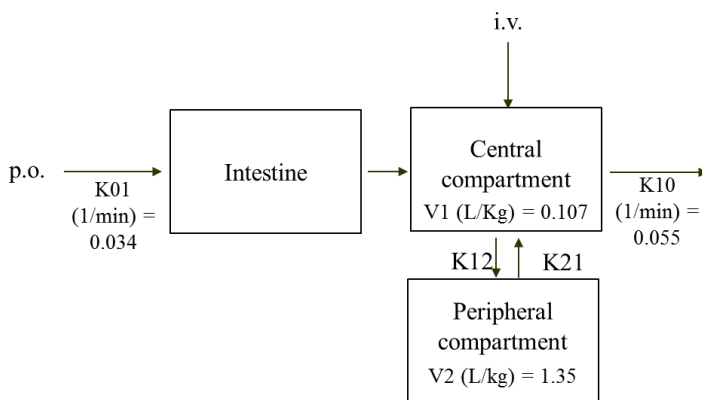 i.v.
p.o.
K01
(1/min) =
0.034
Intestine
Central
compartment
V1 (L/Kg) = 0.107
K10
(1/min) =
0.055
K12
K21
Peripheral
compartment
V2 (L/kg) = 1.35